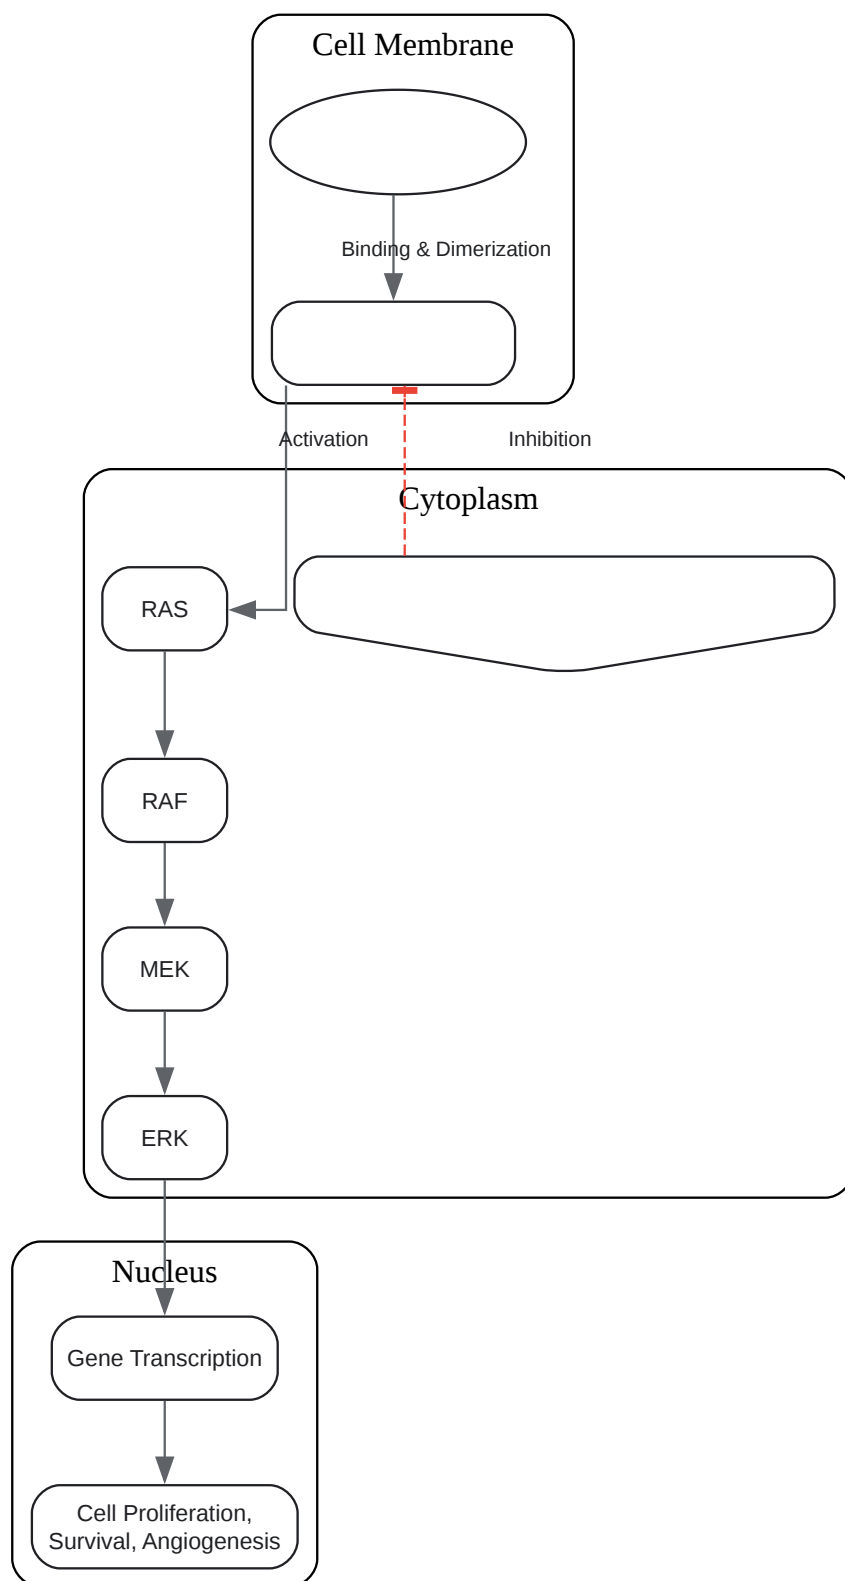 Cell Membrane
Binding & Dimerization
Activation
Inhibition
Cytoplasm
RAS
RAF
MEK
ERK
Nucleus
Gene Transcription
Cell Proliferation,
Survival, Angiogenesis